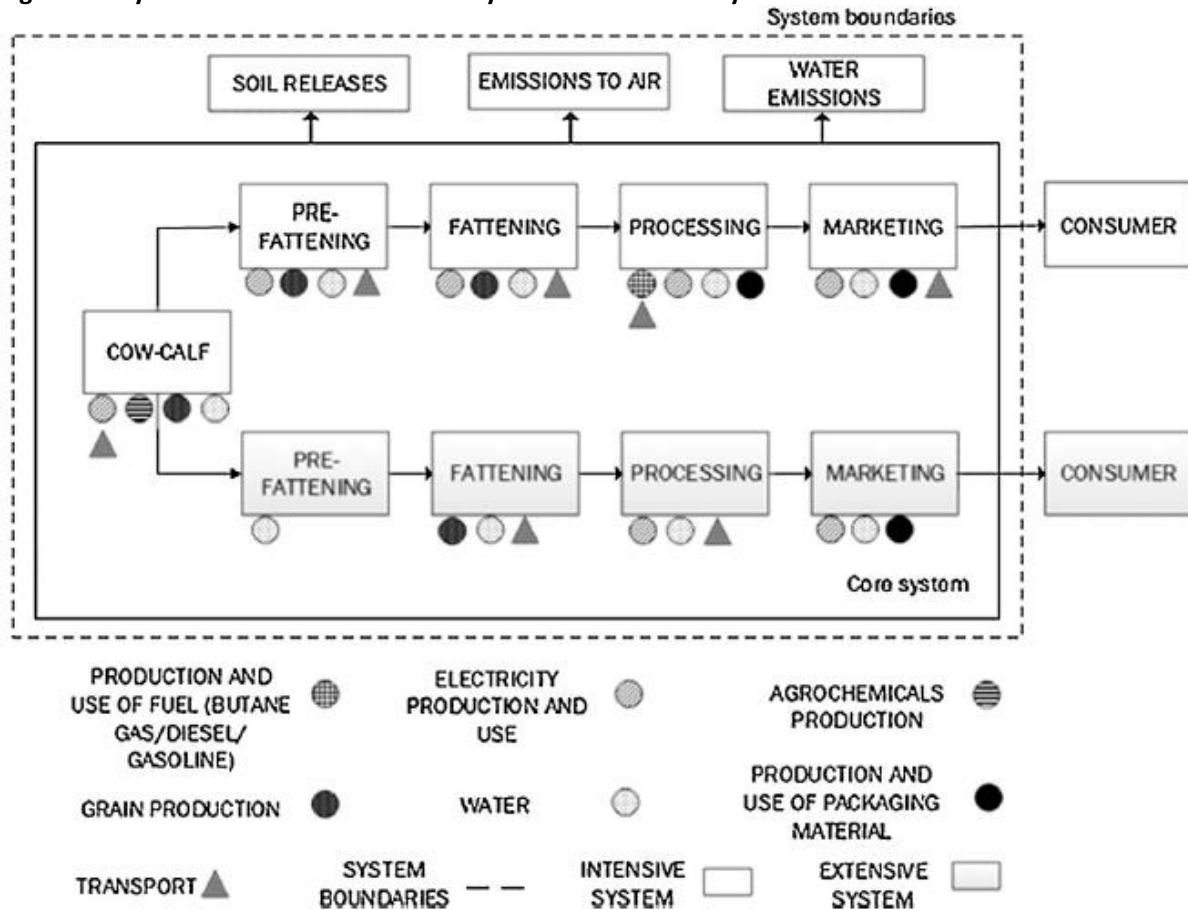 System boundaries
SOIL RELEASES
EMISSIONS TO AIR
WATER
EMISSIONS
PRE-
FATTENING
FATTENING
PROCESSING
MARKETING
CONSUMER
COW-CALF
PRE-
FATTENING
FATTENING
PROCESSING
MARKETING
CONSUMER
Core system
PRODUCTION AND
USE OF FUEL (BUTANE
GAS/DIESEL/
GASOLINE)
ELECTRICITY
PRODUCTION AND
USE
AGROCHEMICALS
PRODUCTION
GRAIN PRODUCTION
WATER
PRODUCTION AND
USE OF PACKAGING
MATERIAL
TRANSPORT
SYSTEM
BOUNDARIES
INTENSIVE
SYSTEM
EXTENSIVE
SYSTEM